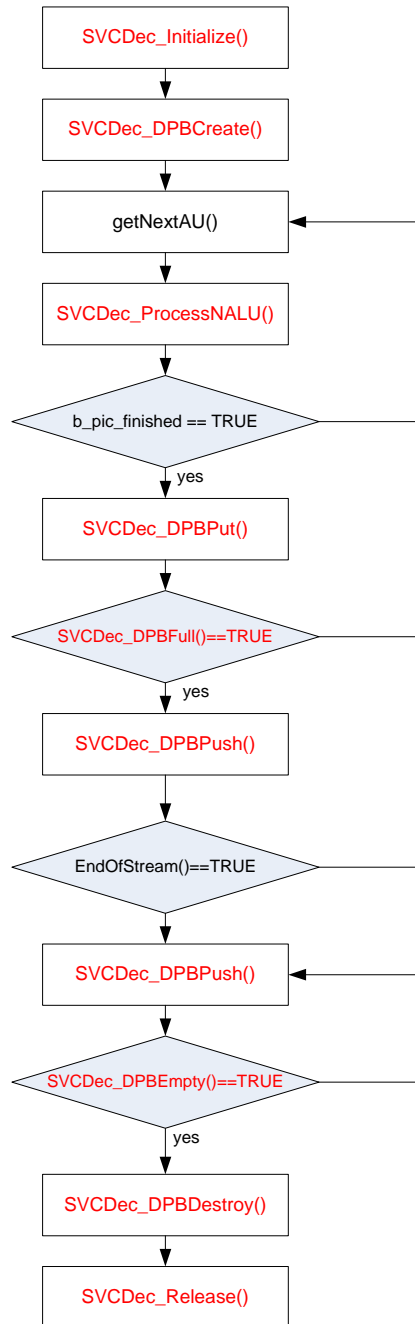 SVCDec_Initialize()
SVCDec_DPBCreate()
getNextAU()
SVCDec_ProcessNALU()
b_pic_finished == TRUE
yes
SVCDec_DPBPut()
SVCDec_DPBFull()==TRUE
yes
SVCDec_DPBPush()
EndOfStream()==TRUE
SVCDec_DPBPush()
SVCDec_DPBEmpty()==TRUE
yes
SVCDec_DPBDestroy()
SVCDec_Release()